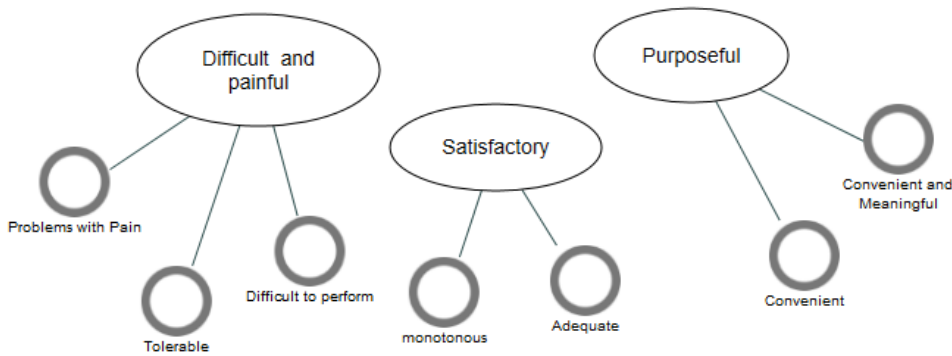 Difficult and
painful
Problems with Pain
Tolerable
Difficult to perform
Satisfactory
monotonous
Adequate
Purposeful
Convenient
Convenient and
Meaningful